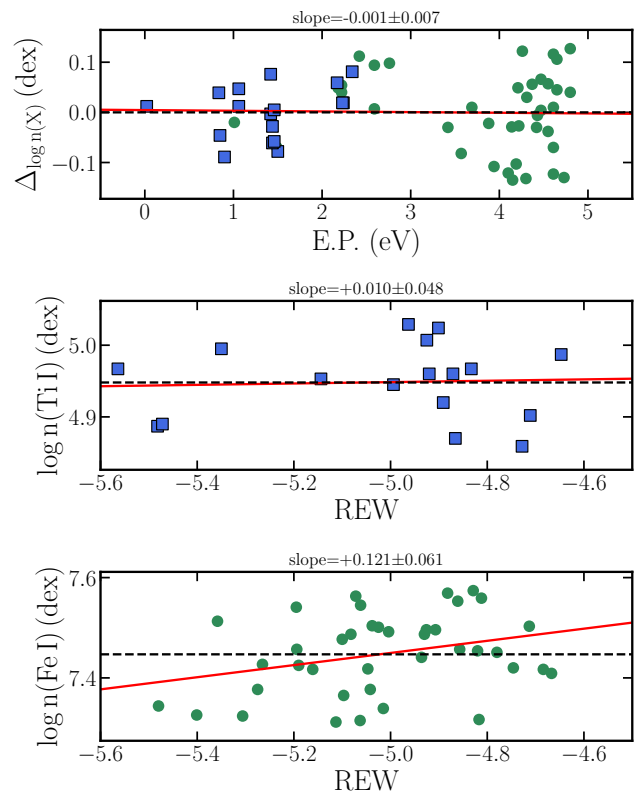 slope=-0.001±0.007
Δlog n(X) (dex)
0.1
0.0
−0.1
0 1 2 3 4 5
E.P. (eV)
slope=+0.010±0.048
log n(Ti I) (dex)
5.0
4.9
−5.6 −5.4 −5.2 −5.0 −4.8 −4.6
REW
slope=+0.121±0.061
log n(Fe I) (dex)
7.6
7.4
−5.6 −5.4 −5.2 −5.0 −4.8 −4.6
REW